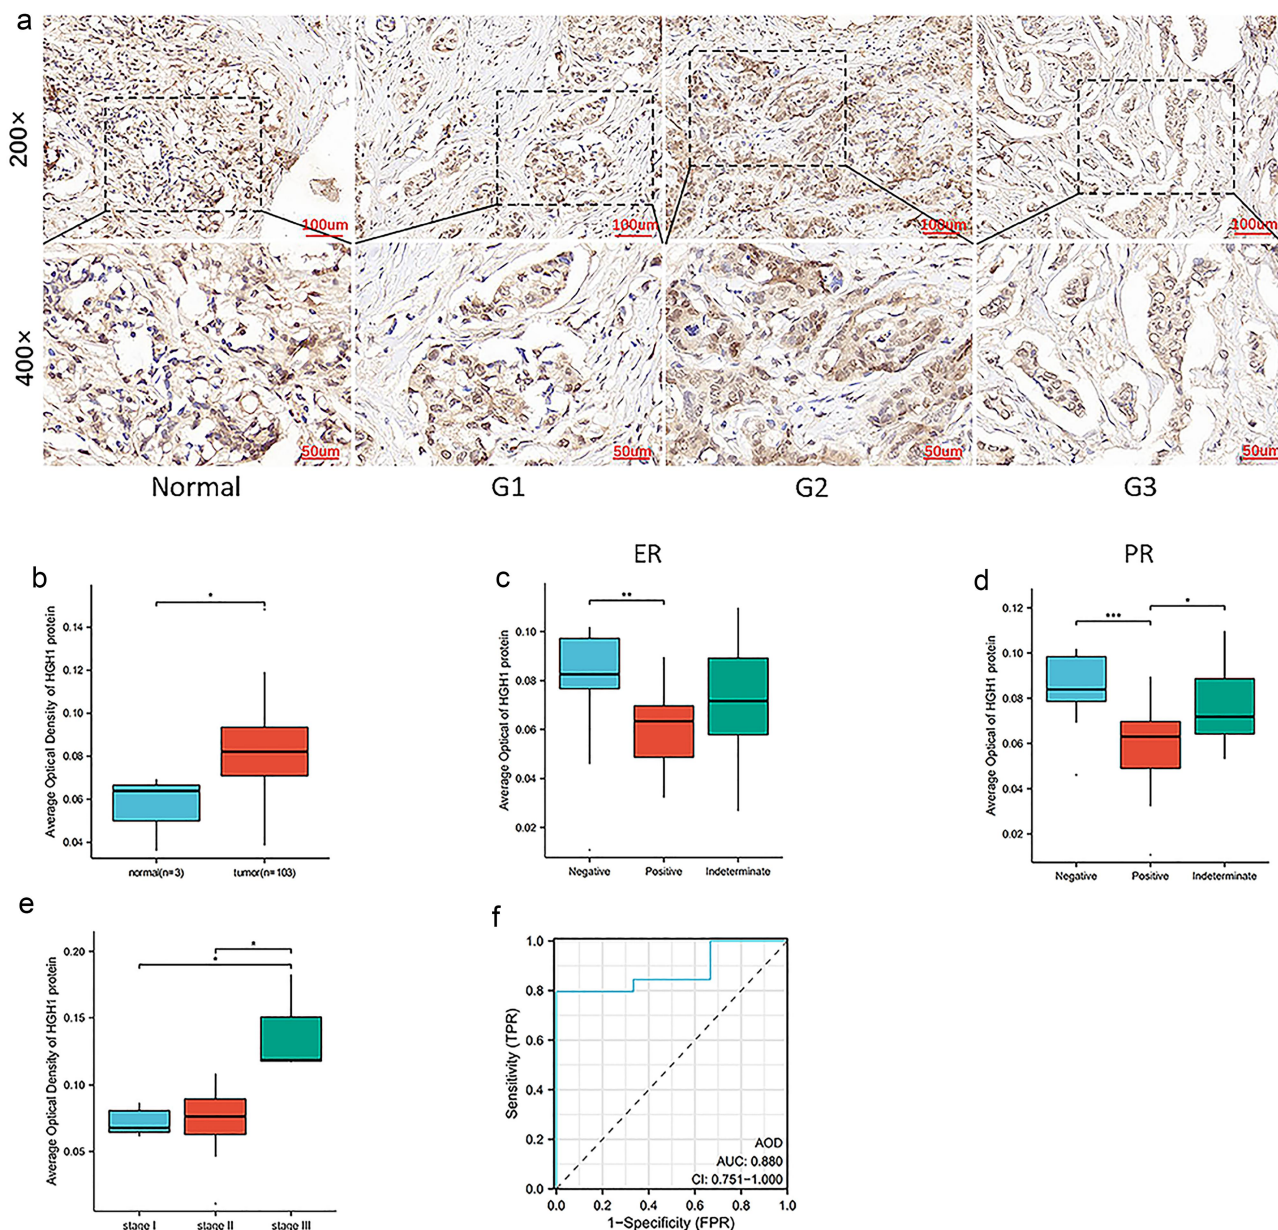 a
200×
100um
100um
100um
100um
400×
50um
50um
50um
50um
Normal
G1
G2
G3
b
Average Optical Density of HGH1 protein
0.14
0.12
0.10
0.08
0.06
0.04
*
normal(n=3)
tumor(n=103)
ER
c
Average Optical of HGH1 protein
0.10
0.08
0.06
0.04
0.02
**
Negative
Positive
Indeterminate
PR
d
Average Optical of HGH1 protein
0.12
0.10
0.08
0.06
0.04
0.02
***
*
Negative
Positive
Indeterminate
e
Average Optical Density of HGH1 protein
0.20
0.15
0.10
0.05
*
*
stage I
stage II
stage III
f
Sensitivity (TPR)
1.0
0.8
0.6
0.4
0.2
0.0
AOD
AUC: 0.880
CI: 0.751−1.000
0.0
0.2
0.4
0.6
0.8
1.0
1−Specificity (FPR)